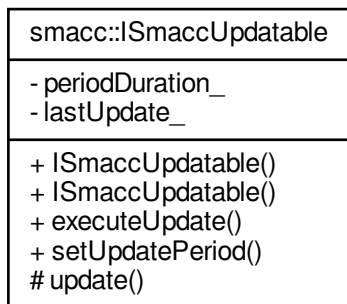 smacc::ISmaccUpdatable
- periodDuration_
- lastUpdate_
+ ISmaccUpdatable()
+ ISmaccUpdatable()
+ executeUpdate()
+ setUpdatePeriod()
# update()